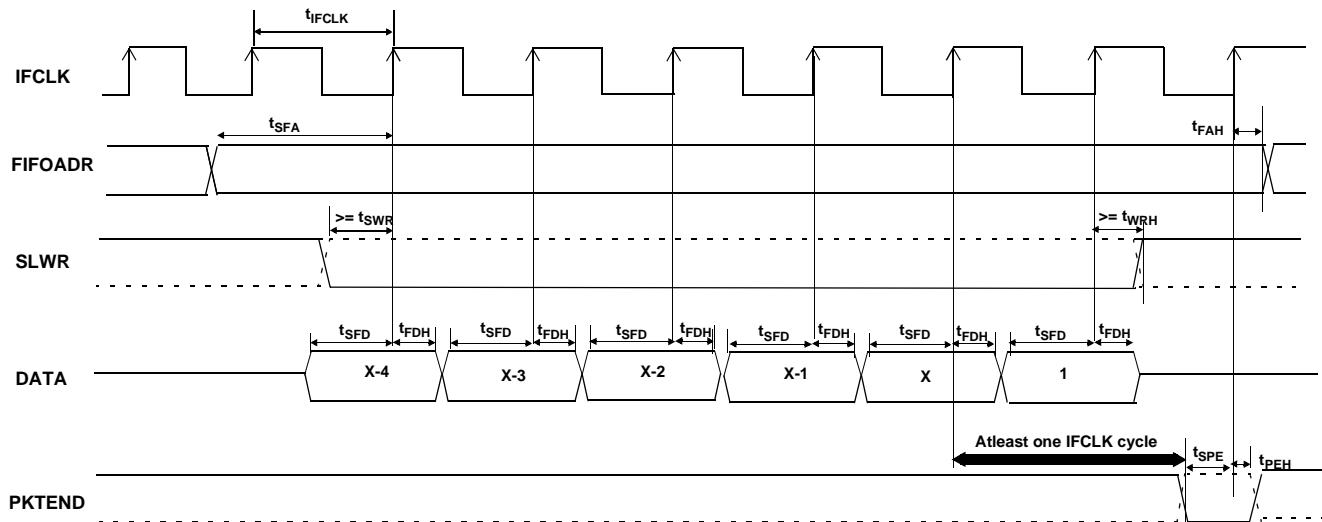 tIFCLK
IFCLK
tSFA
tFAH
FIFOADR
>= tSWR
>= tWRH
SLWR
tSFD tFDH tSFD tFDH tSFD tFDH tSFD tFDH tSFD tFDH tSFD tFDH
DATA
X-4 X-3 X-2 X-1 X 1
Atleast one IFCLK cycle
tSPE
tPEH
PKTEND